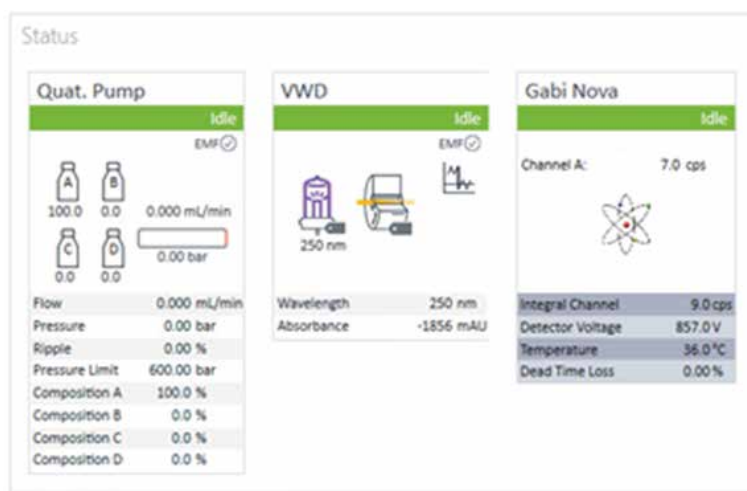 Status
Quat. Pump
Idle
EMF
A B
100.0 0.0 0.000 mL/min
C D
0.00 bar
0.0 0.0
Flow 0.000 mL/min
Pressure 0.00 bar
Ripple 0.00 %
Pressure Limit 600.00 bar
Composition A 100.0 %
Composition B 0.0 %
Composition C 0.0 %
Composition D 0.0 %
VWD
Idle
EMF
250 nm
Wavelength 250 nm
Absorbance -1856 mAU
Gabi Nova
Idle
Channel A: 7.0 cps
Integral Channel 9.0 cps
Detector Voltage 857.0 V
Temperature 36.0 °C
Dead Time Loss 0.00 %